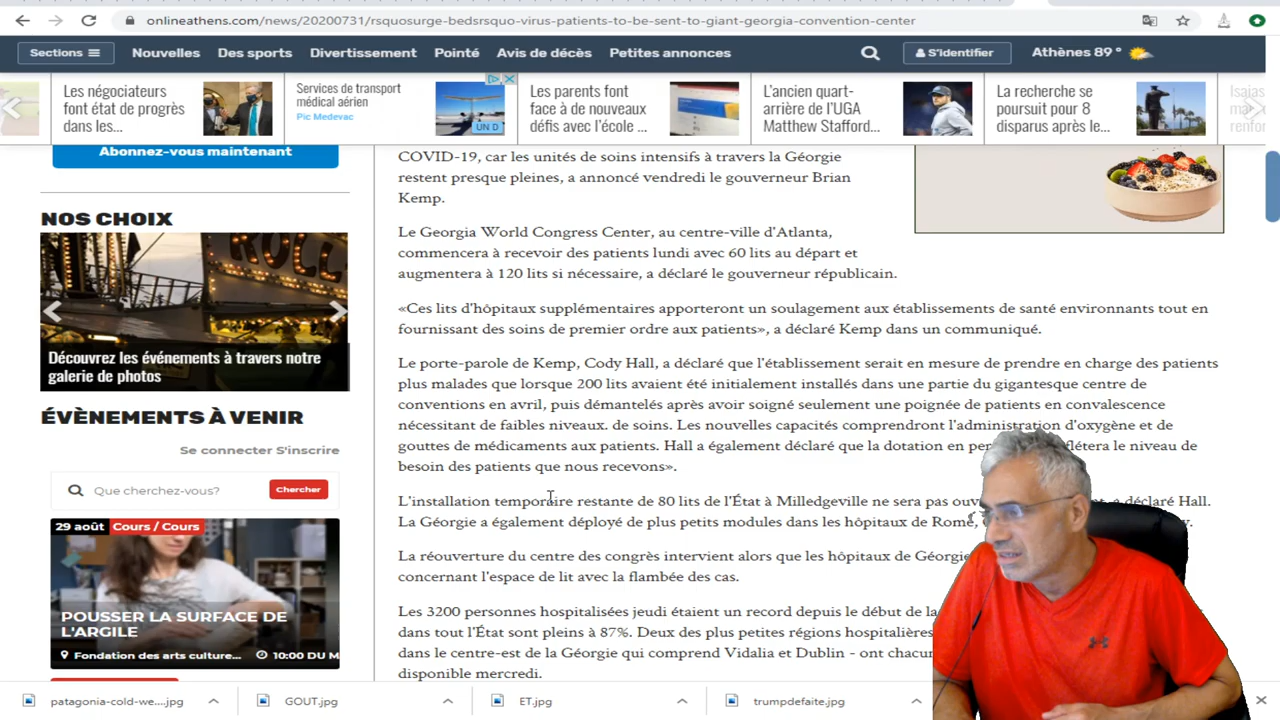 onlineathens.com/news/20200731/rsquosurge-bedsrsquo-virus-patients-to-be-sent-to-giant-georgia-convention-center
Sections
Nouvelles
Des sports
Divertissement
Pointé
Avis de décès
Petites annonces
S'identifier
Athènes 89 °
Les négociateurs
font état de progrès
dans les...
Services de transport
médical aérien
Pic Medevac
UN D
Les parents font
face à de nouveaux
défis avec l'école ...
L'ancien quart-
arrière de l'UGA
Matthew Stafford...
La recherche se
poursuit pour 8
disparus après le...
Isaias
Abonnez-vous maintenant
NOS CHOIX
ROLL
Découvrez les événements à travers notre
galerie de photos
ÉVÈNEMENTS À VENIR
Se connecter S'inscrire
Que cherchez-vous?
Chercher
29 août Cours / Cours
POUSSER LA SURFACE DE
L'ARGILE
Fondation des arts culture...
10:00 DU M
COVID-19, car les unités de soins intensifs à travers la Géorgie
restent presque pleines, a annoncé vendredi le gouverneur Brian
Kemp.
Le Georgia World Congress Center, au centre-ville d'Atlanta,
commencera à recevoir des patients lundi avec 60 lits au départ et
augmentera à 120 lits si nécessaire, a déclaré le gouverneur républicain.
«Ces lits d'hôpitaux supplémentaires apporteront un soulagement aux établissements de santé environnants tout en
fournissant des soins de premier ordre aux patients», a déclaré Kemp dans un communiqué.
Le porte-parole de Kemp, Cody Hall, a déclaré que l'établissement serait en mesure de prendre en charge des patients
plus malades que lorsque 200 lits avaient été initialement installés dans une partie du gigantesque centre de
conventions en avril, puis démantelés après avoir soigné seulement une poignée de patients en convalescence
nécessitant de faibles niveaux. de soins. Les nouvelles capacités comprendront l'administration d'oxygène et de
gouttes de médicaments aux patients. Hall a également déclaré que la dotation en per flétera le niveau de
besoin des patients que nous recevons».
L'installation temporaire restante de 80 lits de l'État à Milledgeville ne sera pas a déclaré Hall.
La Géorgie a également déployé de plus petits modules dans les hôpitaux de Rome,
La réouverture du centre des congrès intervient alors que les hôpitaux de Géorgie
concernant l'espace de lit avec la flambée des cas.
Les 3200 personnes hospitalisées jeudi étaient un record depuis le début de la
dans tout l'État sont pleins à 87%. Deux des plus petites régions hospitalières
dans le centre-est de la Géorgie qui comprend Vidalia et Dublin - ont chacun
disponible mercredi.
patagonia-cold-we....jpg
GOUT.jpg
ET.jpg
trumpdefaite.jpg